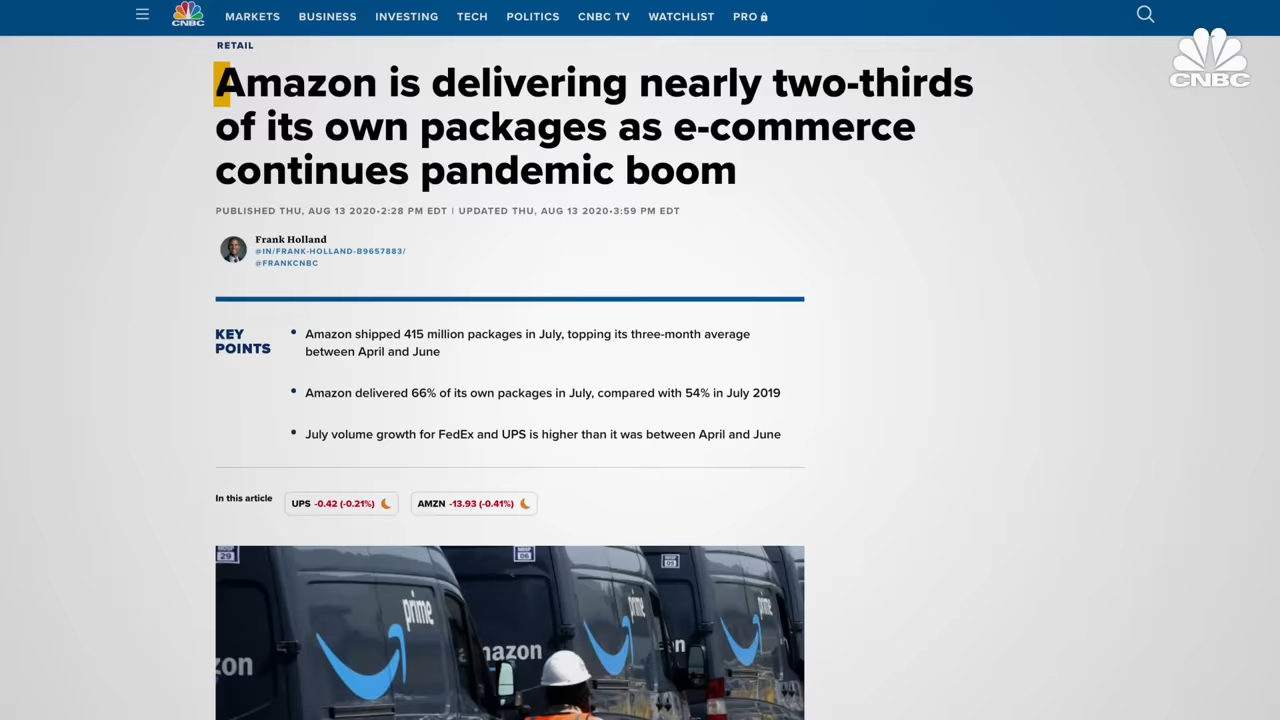 CNBC
MARKETS BUSINESS INVESTING TECH POLITICS CNBC TV WATCHLIST PRO
CNBC
RETAIL
Amazon is delivering nearly two-thirds
of its own packages as e-commerce
continues pandemic boom
PUBLISHED THU, AUG 13 2020•2:28 PM EDT | UPDATED THU, AUG 13 2020•3:59 PM EDT
Frank Holland
@IN/FRANK-HOLLAND-B9657883/
@FRANKCNBC
KEY
POINTS
• Amazon shipped 415 million packages in July, topping its three-month average
between April and June
• Amazon delivered 66% of its own packages in July, compared with 54% in July 2019
• July volume growth for FedEx and UPS is higher than it was between April and June
In this article
UPS -0.42 (-0.21%)
AMZN -13.93 (-0.41%)
29
06
prime
prime
prime
zon
amazon
on